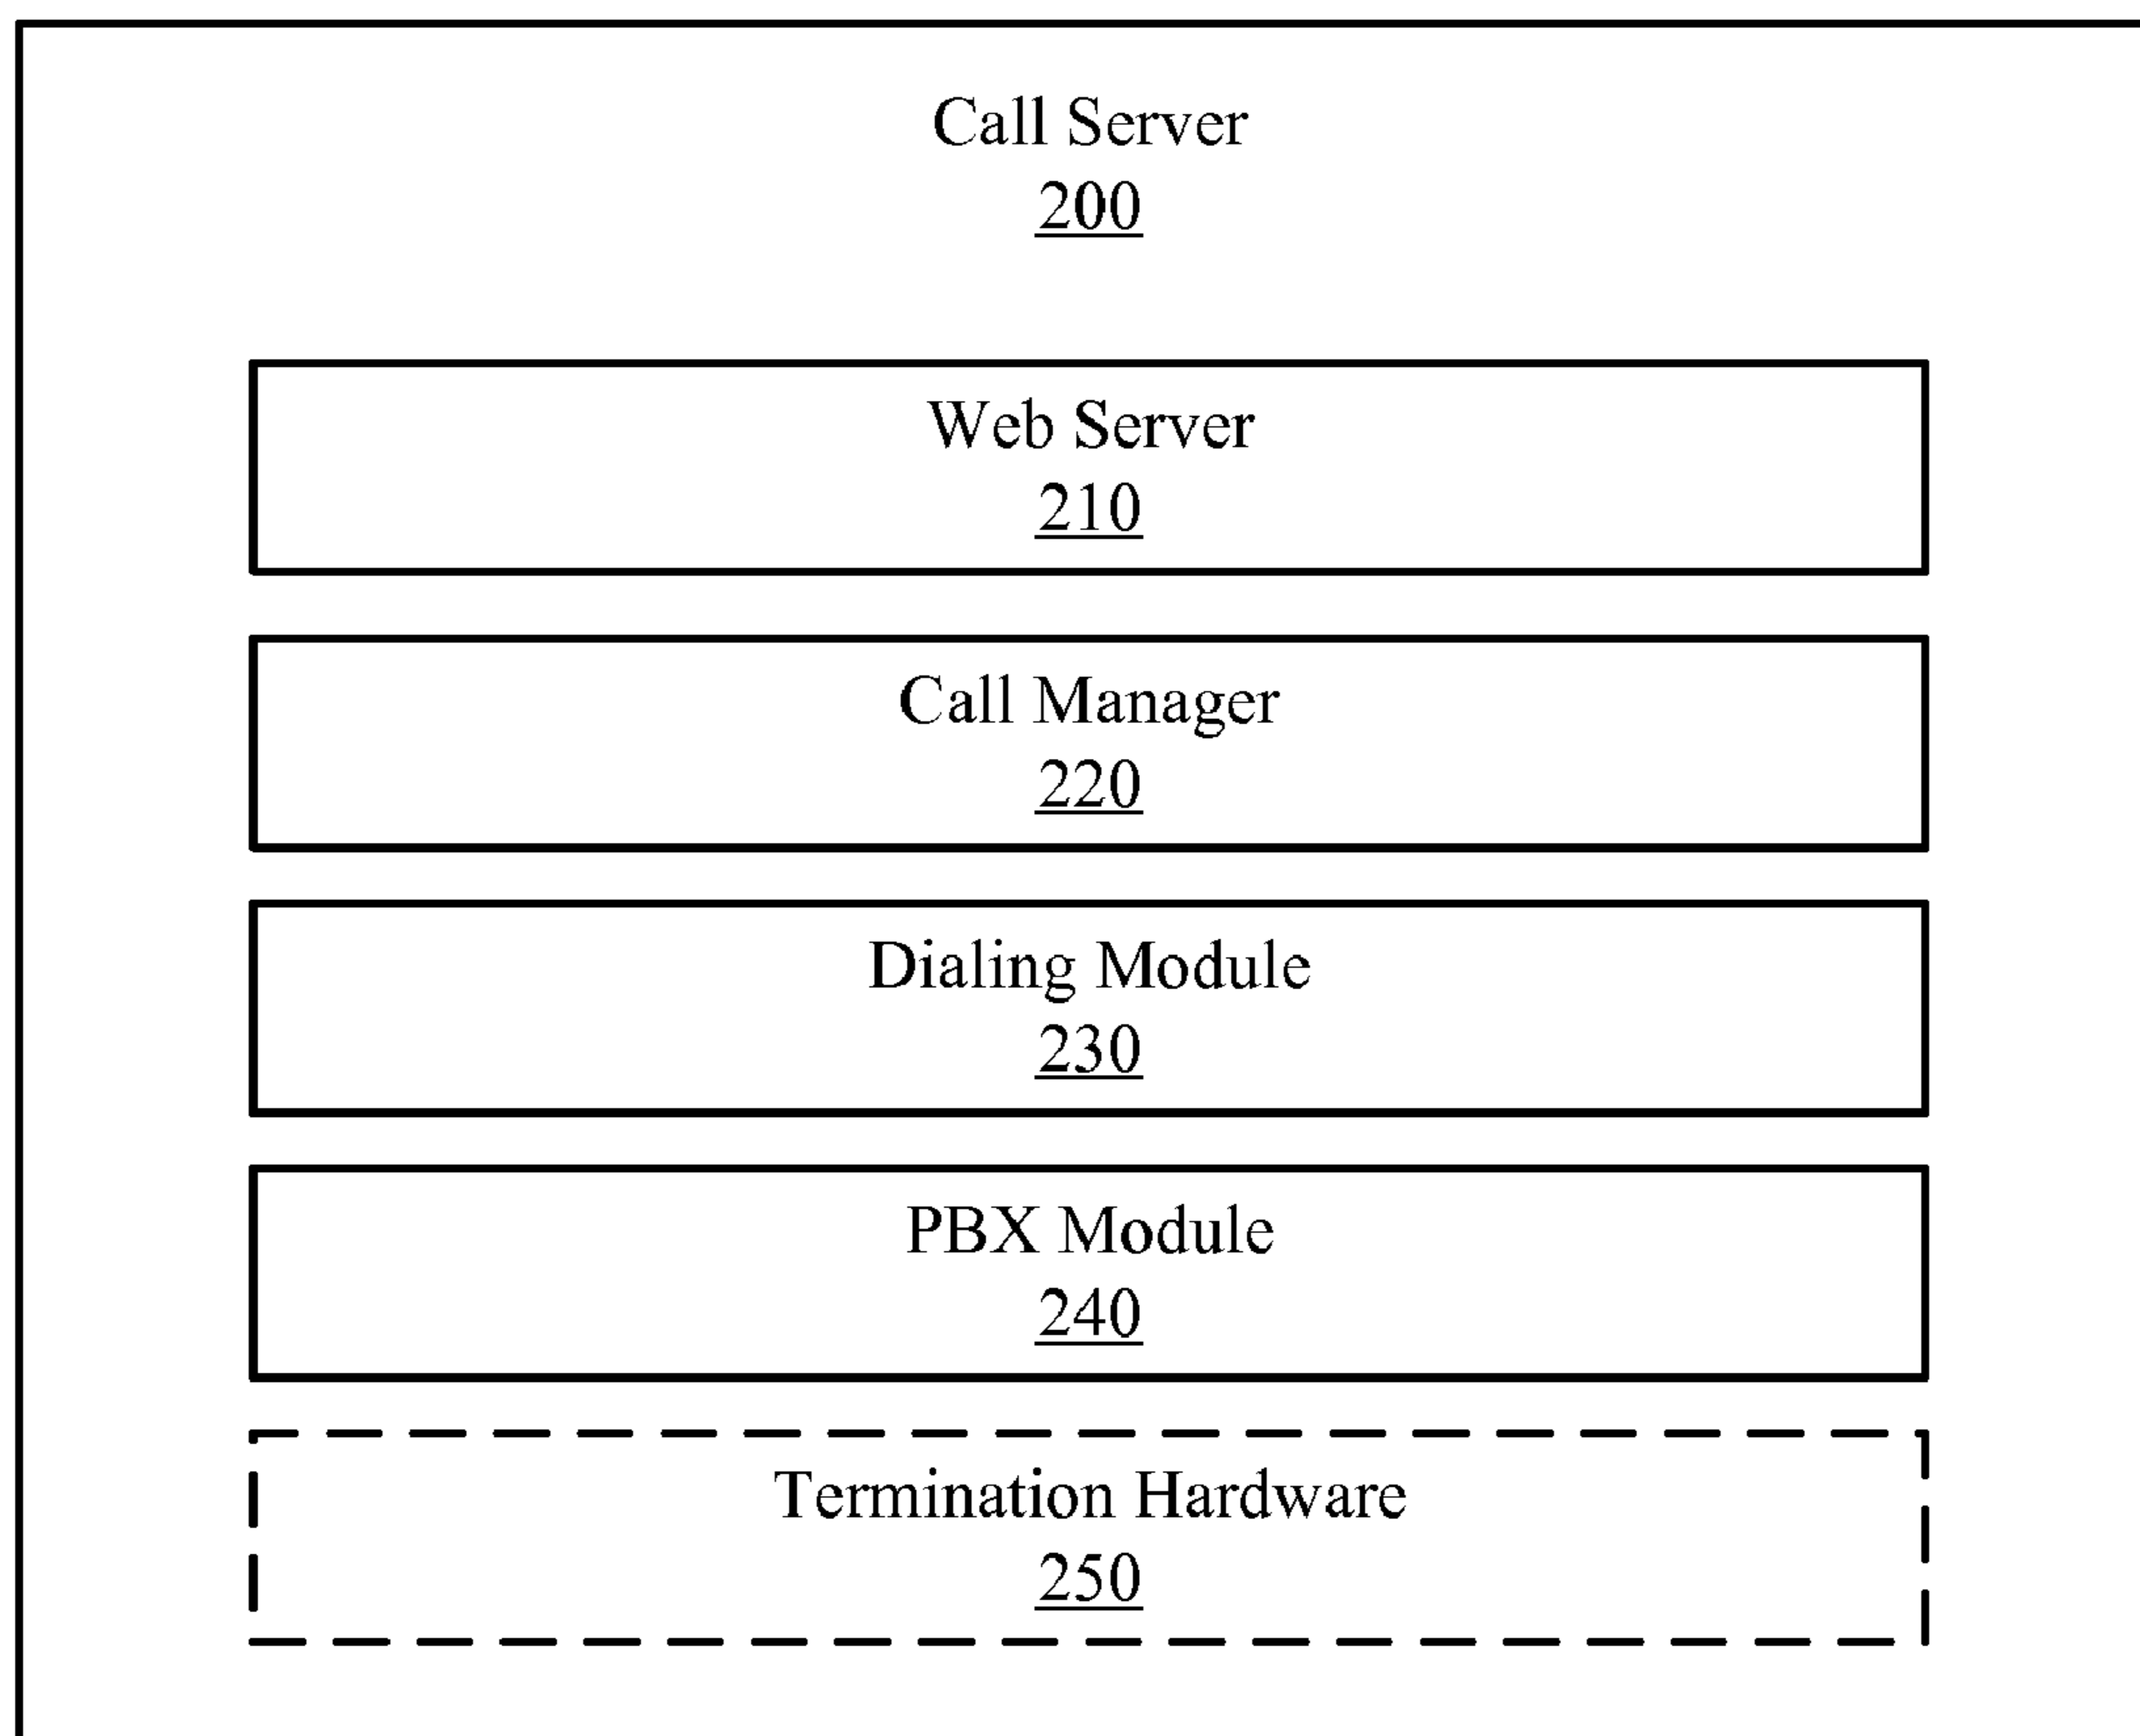 Call Server
200
Web Server
210
Call Manager
220
Dialing Module
230
PBX Module
240
Termination Hardware
250